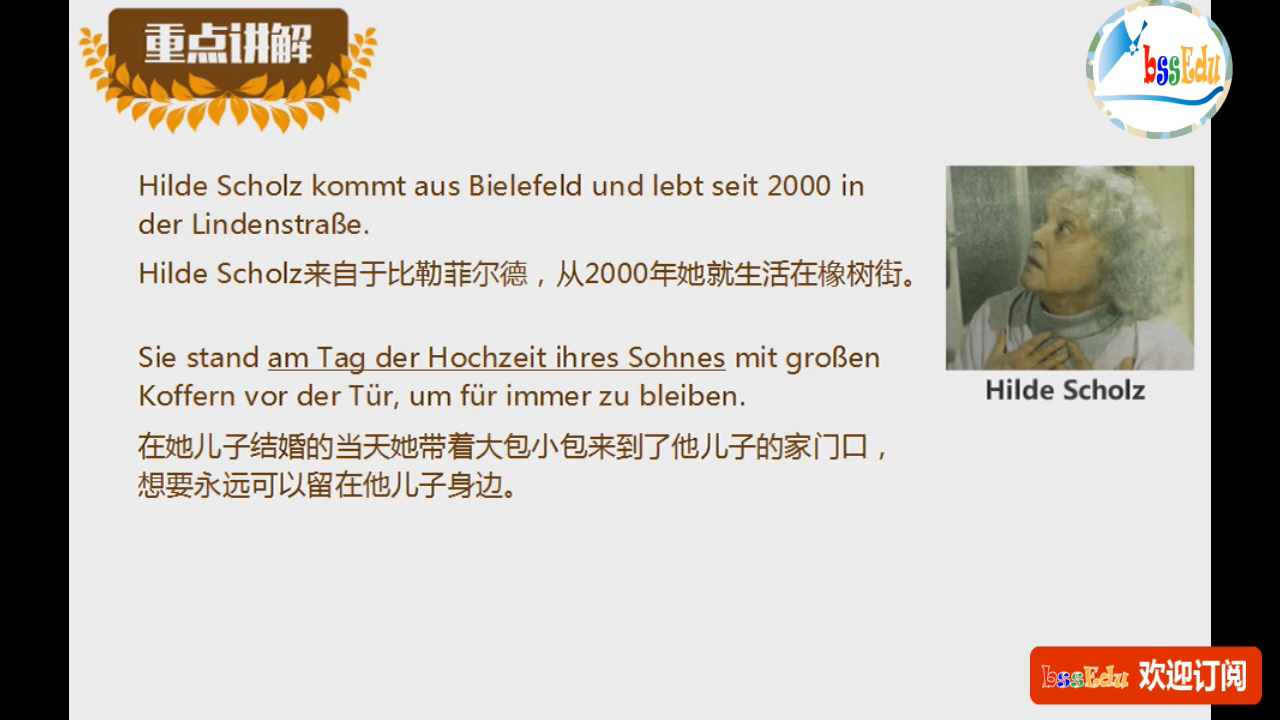 重点讲解
bssEdu
Hilde Scholz kommt aus Bielefeld und lebt seit 2000 in
der Lindenstraße.
Hilde Scholz来自于比勒菲尔德，从2000年她就生活在橡树街。
Sie stand am Tag der Hochzeit ihres Sohnes mit großen
Koffern vor der Tür, um für immer zu bleiben.
在她儿子结婚的当天她带着大包小包来到了他儿子的家门口，
想要永远可以留在他儿子身边。
Hilde Scholz
bssEdu 欢迎订阅